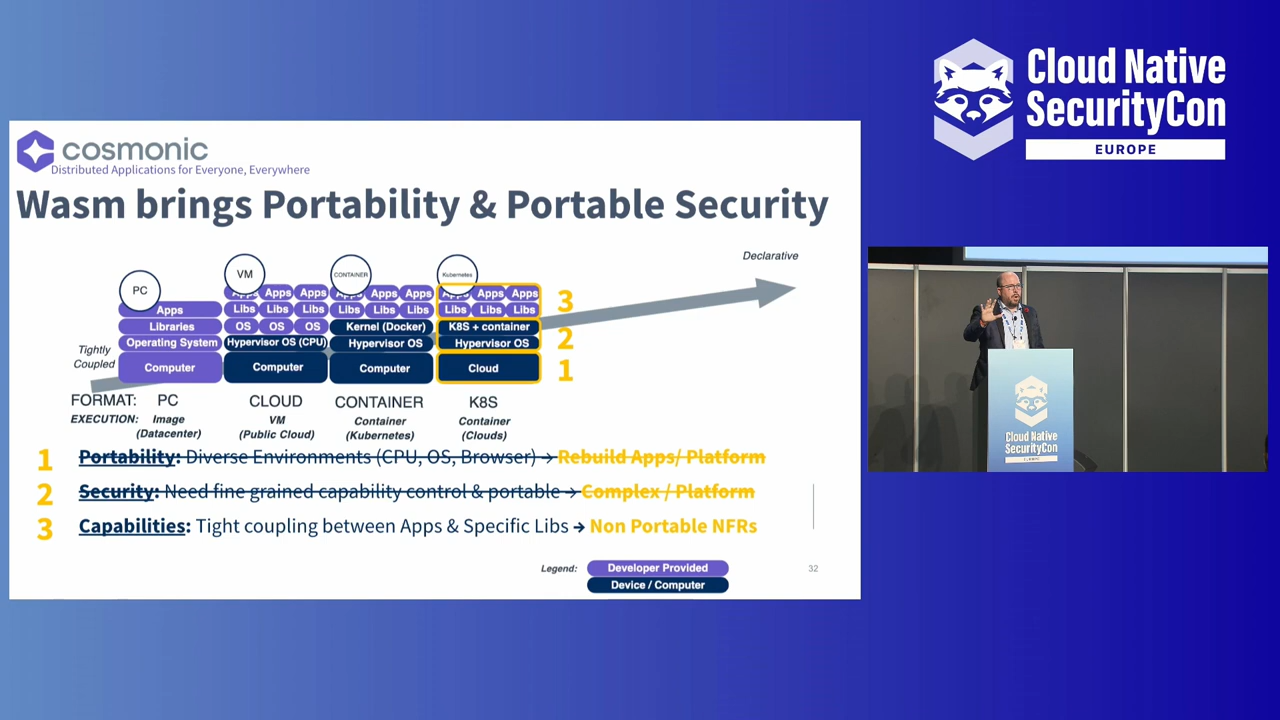 Cloud Native
SecurityCon
EUROPE
cosmonic
Distributed Applications for Everyone, Everywhere
Wasm brings Portability & Portable Security
Declarative
PC
VM
CONTAINER
Kubernetes
Apps Apps Apps Apps Apps Apps Apps Apps Apps
3
Apps
Libs Libs Libs Libs Libs Libs Libs Libs Libs
Libraries
OS OS OS
Kernel (Docker)
K8S + container
2
Operating System
Hypervisor OS (CPU)
Hypervisor OS
Hypervisor OS
Tightly
Coupled
Computer
Computer
Computer
Cloud
1
FORMAT: PC CLOUD CONTAINER K8S
EXECUTION: Image VM Container Container
(Datacenter) (Public Cloud) (Kubernetes) (Clouds)
1 Portability: Diverse Environments (CPU, OS, Browser) → Rebuild Apps/ Platform
2 Security: Need fine grained capability control & portable → Complex / Platform
3 Capabilities: Tight coupling between Apps & Specific Libs → Non Portable NFRs
Legend: Developer Provided
Device / Computer
32
Cloud Native
SecurityCon